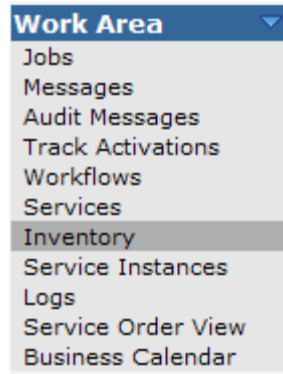 Work Area
Jobs
Messages
Audit Messages
Track Activations
Workflows
Services
Inventory
Service Instances
Logs
Service Order View
Business Calendar